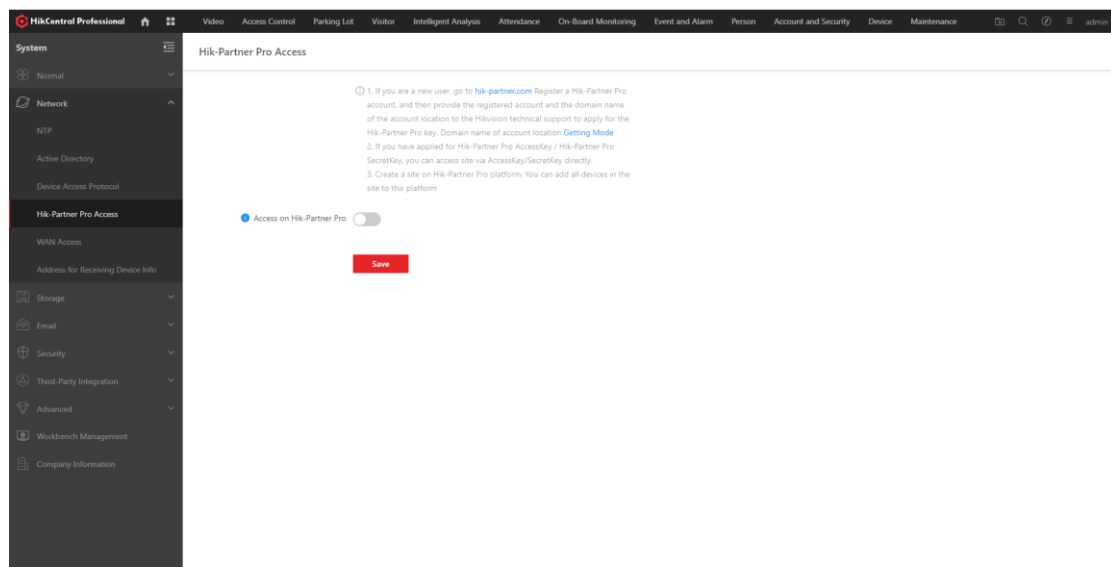 HikCentral Professional Video Access Control Parking Lot Visitor Intelligent Analysis Attendance On-Board Monitoring Event and Alarm Person Account and Security Device Maintenance admin
System
Hik-Partner Pro Access
Normal
Network
NTP
Active Directory
Device Access Protocol
Hik-Partner Pro Access
WAN Access
Address for Receiving Device Info
Storage
Email
Security
Third-Party Integration
Advanced
Workbench Management
Company Information
1. If you are a new user, go to hik-partner.com Register a Hik-Partner Pro
account, and then provide the registered account and the domain name
of the account location to the Hikvision technical support to apply for the
Hik-Partner Pro key. Domain name of account location Getting Mode
2. If you have applied for Hik-Partner Pro AccessKey / Hik-Partner Pro
SecretKey, you can access site via AccessKey/SecretKey directly.
3. Create a site on Hik-Partner Pro platform. You can add all devices in the
site to this platform
Access on Hik-Partner Pro
Save